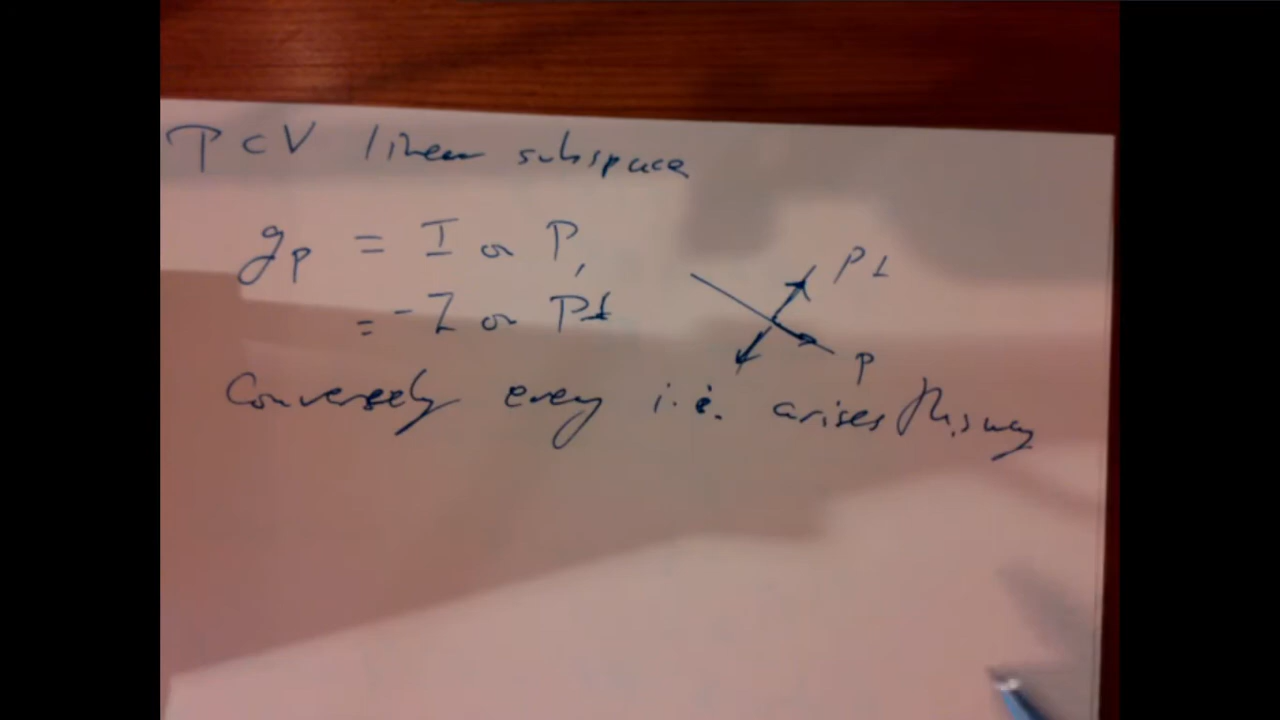 P ⊂ V linear subspace
g_P = I on P,
= -I on P⊥
P⊥
P
Conversely every i.i. arises this way